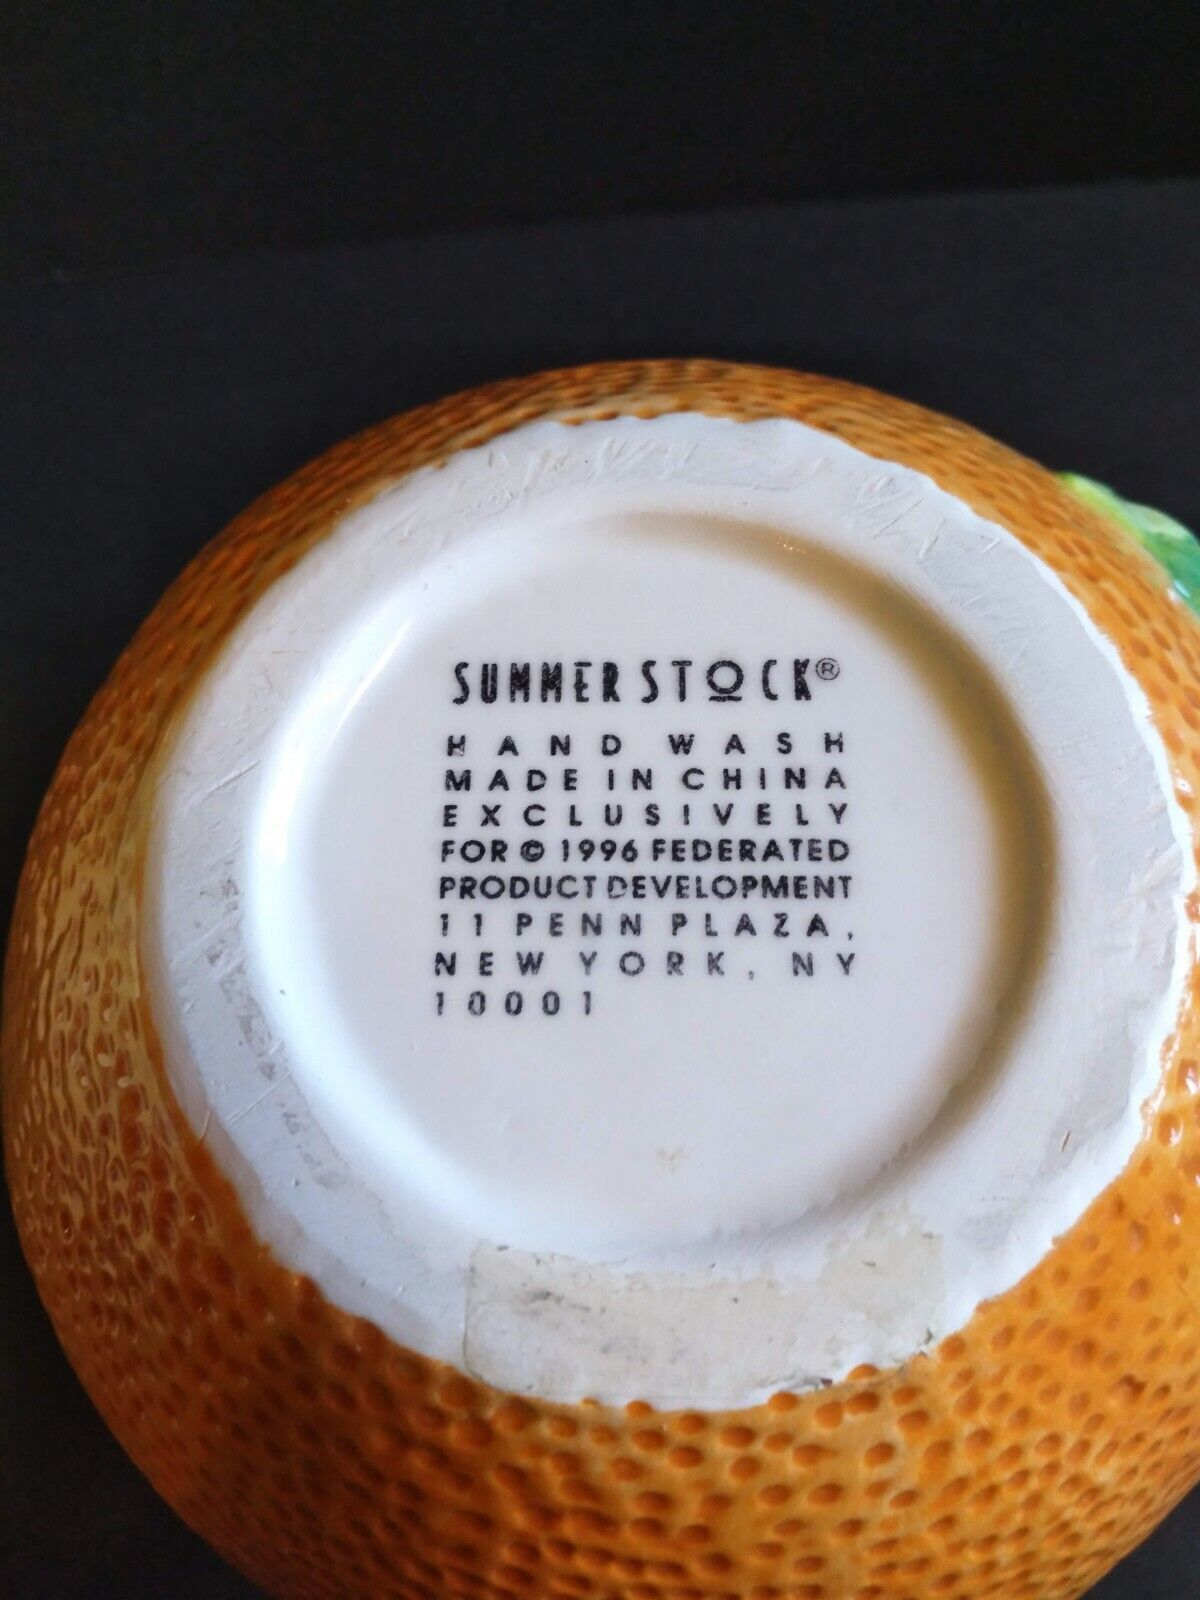 SUMMER STOCK®
HAND WASH
MADE IN CHINA
EXCLUSIVELY
FOR © 1996 FEDERATED
PRODUCT DEVELOPMENT
11 PENN PLAZA,
NEW YORK, NY
10001